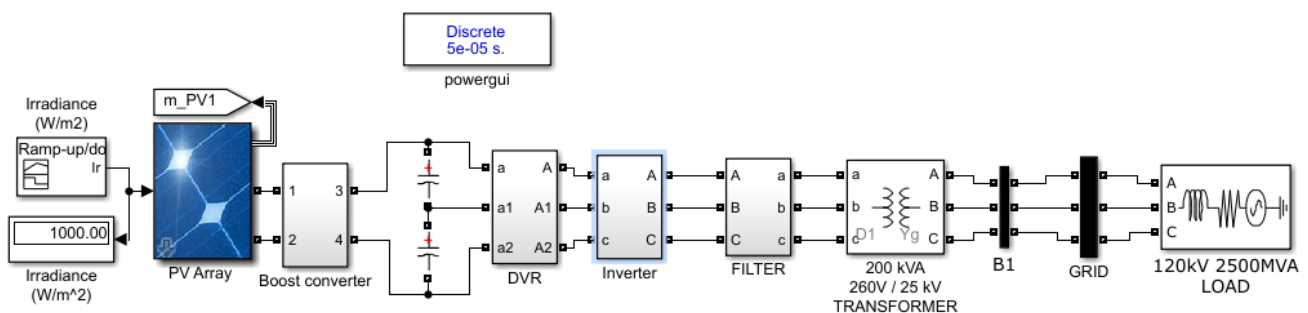 Discrete
5e-05 s.
powergui
Irradiance
(W/m2)
Ramp-up/do
Ir
1000.00
Irradiance
(W/m^2)
m_PV1
PV Array
1
2
3
4
Boost converter
a
a1
a2
A
A1
A2
DVR
a
b
c
A
B
C
Inverter
A
B
C
a
b
c
FILTER
a
b
c
D1
Yg
A
B
C
200 kVA
260V / 25 kV
TRANSFORMER
B1
GRID
A
B
C
120kV 2500MVA
LOAD